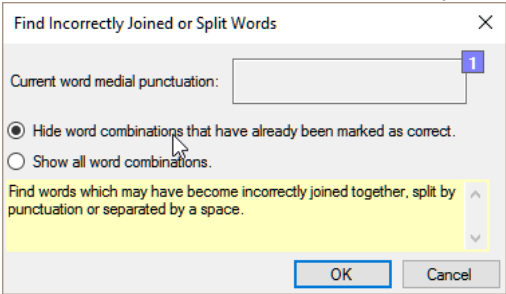 Find Incorrectly Joined or Split Words
1
Current word medial punctuation:
Hide word combinations that have already been marked as correct.
Show all word combinations.
Find words which may have become incorrectly joined together, split by
punctuation or separated by a space.
OK Cancel